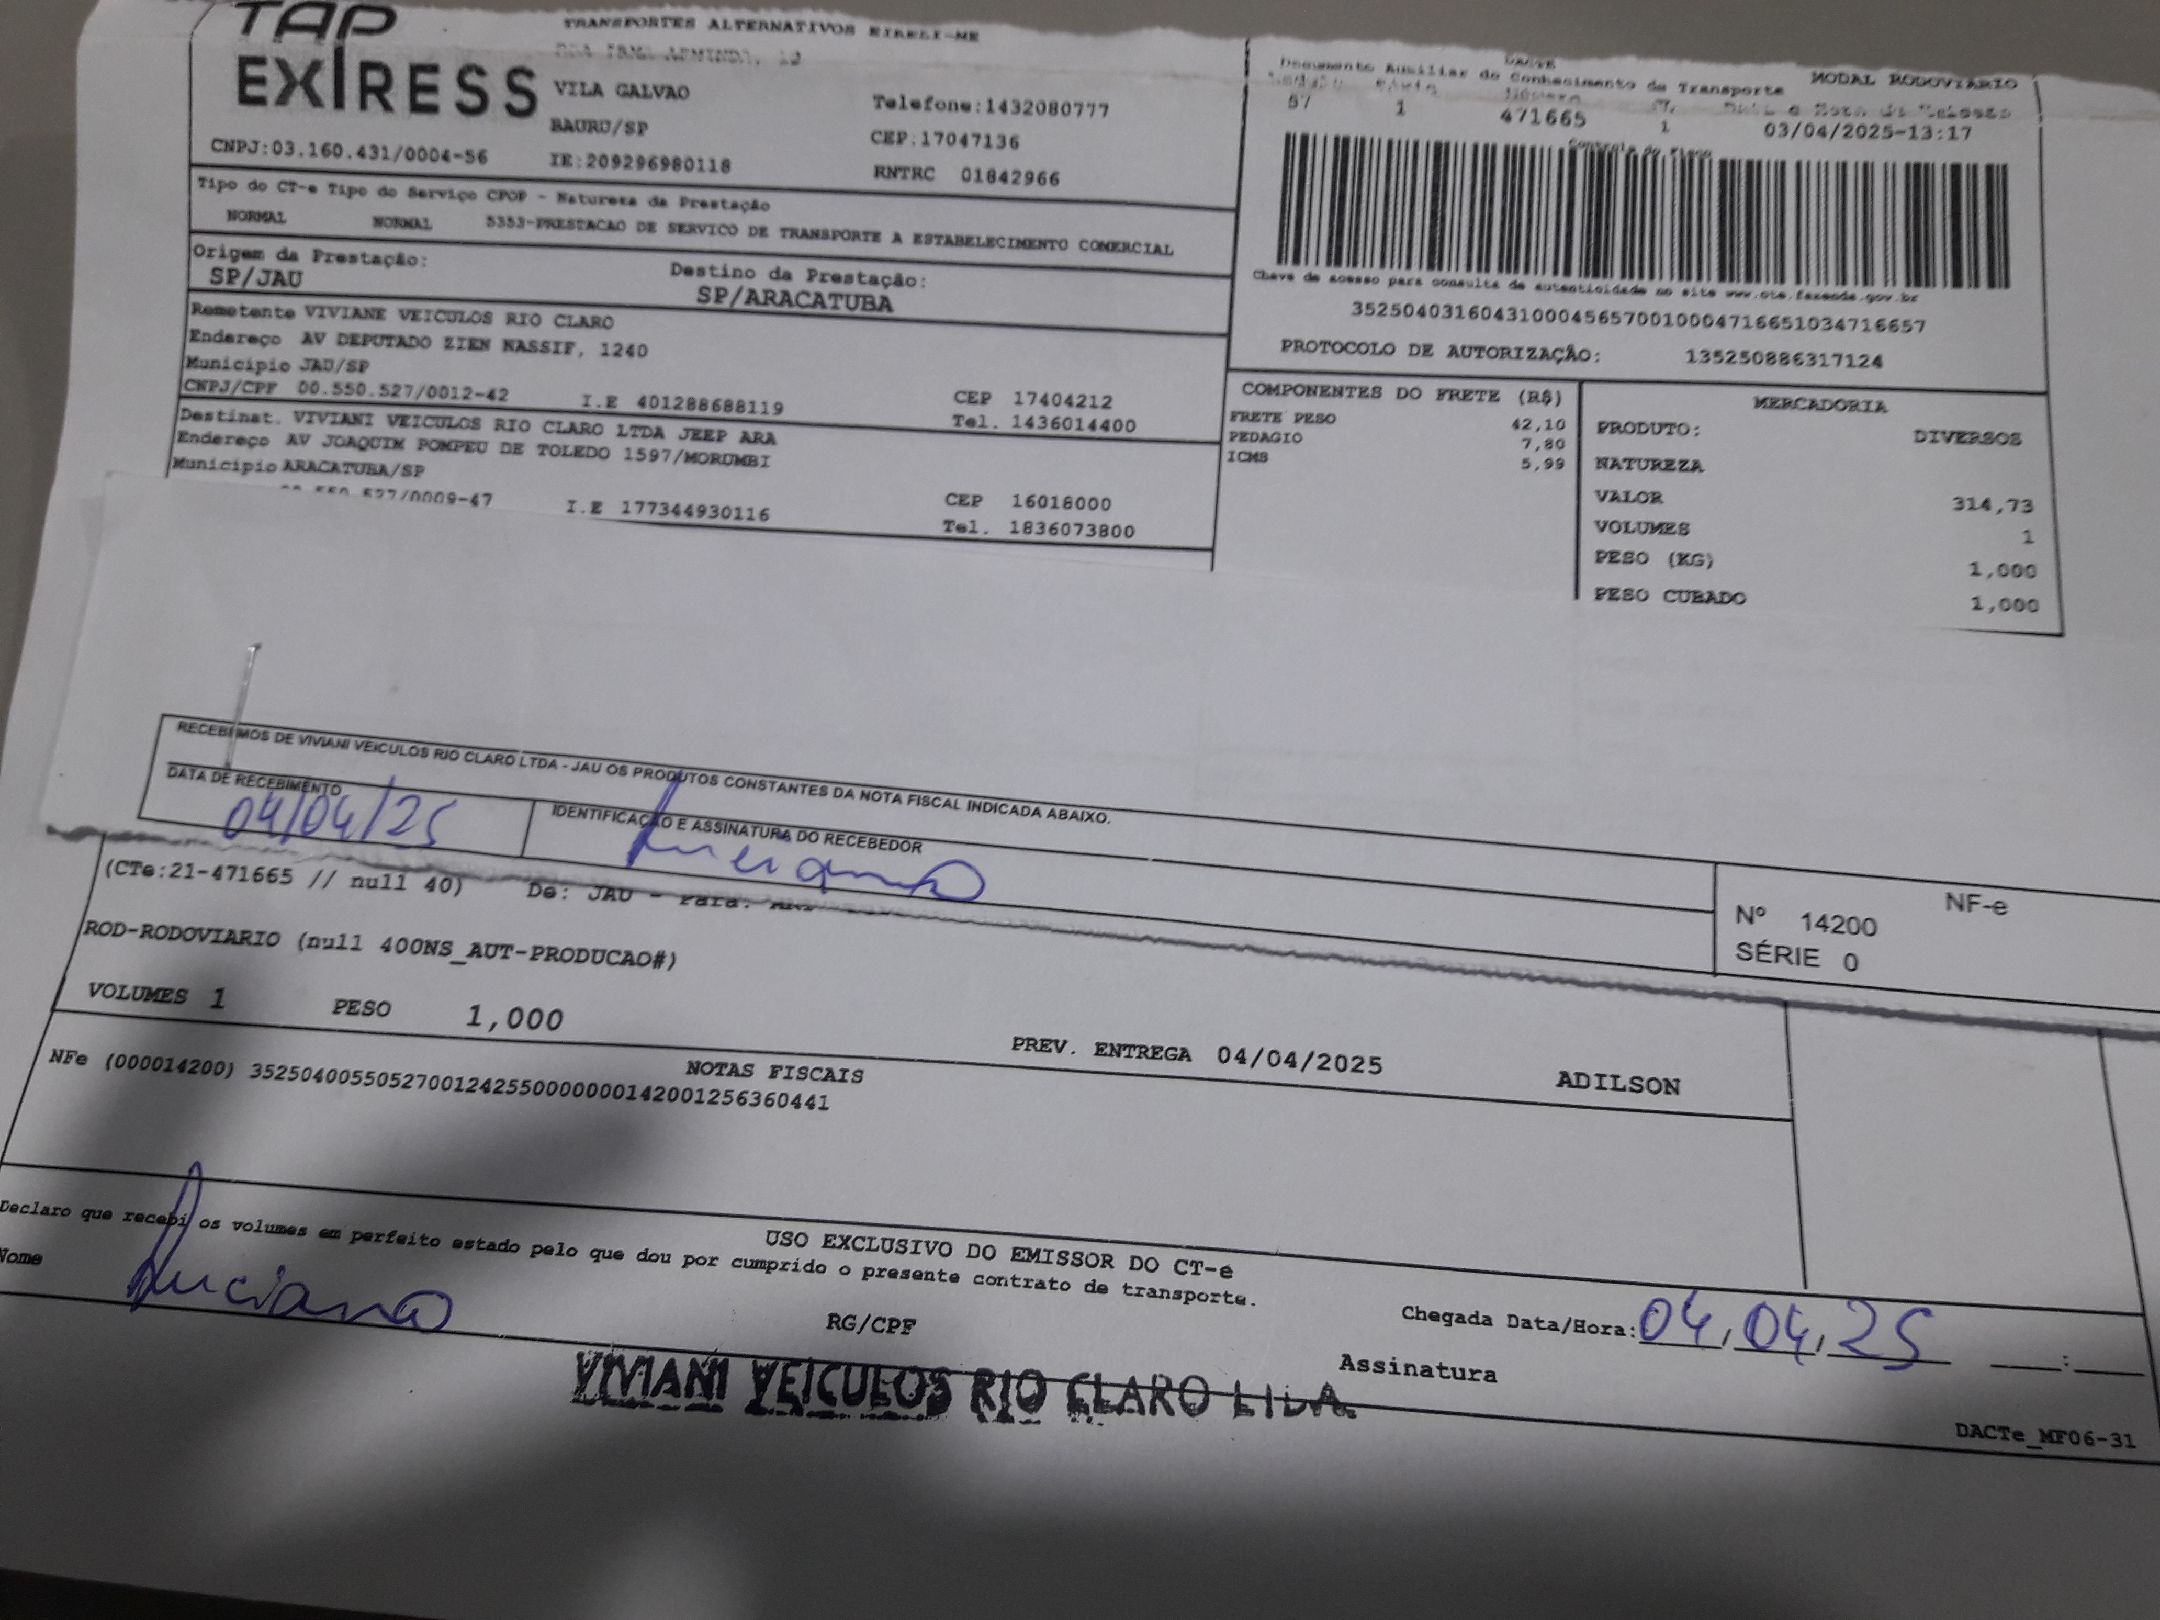 TAP
EXPRESS
TRANSPORTES ALTERNATIVOS EIRELI-ME
VILA GALVAO
BAURU/SP
Telefone:1432080777
CEP:17047136
CNPJ:03.160.431/0004-56
IE:209296980118
RNTRC 01842966
DACTE
Documento Auxiliar do Conhecimento de Transporte
MODAL RODOVIÁRIO
57 1 471665 1 03/04/2025-13:17
Controle do Fisco
Tipo do CT-e Tipo do Serviço CFOP - Natureza da Prestação
NORMAL NORMAL 5353-PRESTACAO DE SERVICO DE TRANSPORTE A ESTABELECIMENTO COMERCIAL
Origem da Prestação:
SP/JAU
Destino da Prestação:
SP/ARACATUBA
Chave de acesso para consulta de autenticidade no site www.cte.fazenda.gov.br
35250403160431000456570010004716651034716657
PROTOCOLO DE AUTORIZAÇÃO: 135250886317124
Remetente VIVIANE VEICULOS RIO CLARO
Endereço AV DEPUTADO ZIEN NASSIF, 1240
Município JAU/SP
CNPJ/CPF 00.550.527/0012-42 I.E 401288688119
CEP 17404212
Tel. 1436014400
Destinat. VIVIANI VEICULOS RIO CLARO LTDA JEEP ARA
Endereço AV JOAQUIM POMPEU DE TOLEDO 1597/MORUMBI
Município ARACATUBA/SP
00.550.527/0009-47 I.E 177344930116
CEP 16018000
Tel. 1836073800
COMPONENTES DO FRETE (R$)
FRETE PESO 42,10
PEDAGIO 7,80
ICMS 5,99
MERCADORIA
PRODUTO: DIVERSOS
NATUREZA
VALOR 314,73
VOLUMES 1
PESO (KG) 1,000
PESO CUBADO 1,000
RECEBEMOS DE VIVIANI VEICULOS RIO CLARO LTDA - JAU OS PRODUTOS CONSTANTES DA NOTA FISCAL INDICADA ABAIXO.
DATA DE RECEBIMENTO
04/04/25
IDENTIFICAÇÃO E ASSINATURA DO RECEBEDOR
Luciano
NF-e
Nº 14200
SÉRIE 0
(CTe:21-471665 // null 40) De: JAU - Para:
ROD-RODOVIARIO (null 400NS_AUT-PRODUCAO#)
VOLUMES 1 PESO 1,000
PREV. ENTREGA 04/04/2025
ADILSON
NOTAS FISCAIS
NFe (000014200) 35250400550527001242550000000142001256360441
USO EXCLUSIVO DO EMISSOR DO CT-e
Declaro que recebi os volumes em perfeito estado pelo que dou por cumprido o presente contrato de transporte.
Nome
Luciano
RG/CPF
Chegada Data/Hora: 04/04/25 :
Assinatura
VIVIANI VEICULOS RIO CLARO LTDA.
DACTe_MF06-31